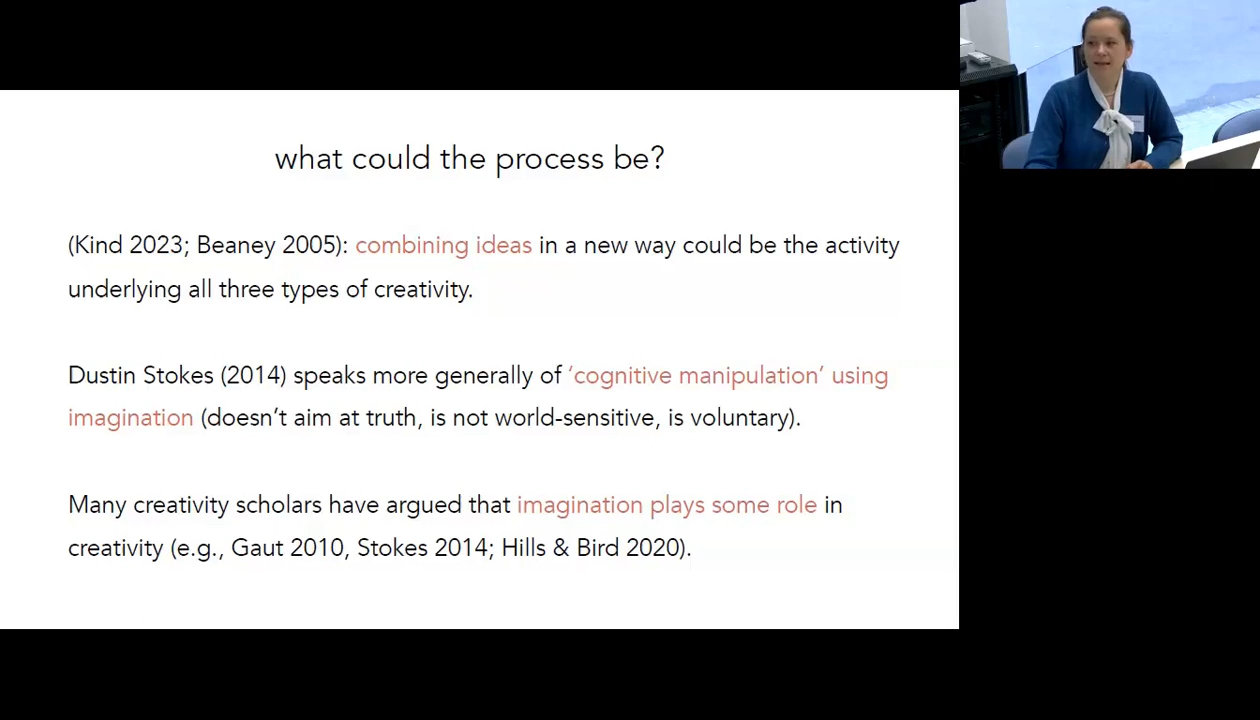 what could the process be?
(Kind 2023; Beaney 2005): combining ideas in a new way could be the activity
underlying all three types of creativity.
Dustin Stokes (2014) speaks more generally of ‘cognitive manipulation’ using
imagination (doesn’t aim at truth, is not world-sensitive, is voluntary).
Many creativity scholars have argued that imagination plays some role in
creativity (e.g., Gaut 2010, Stokes 2014; Hills & Bird 2020).